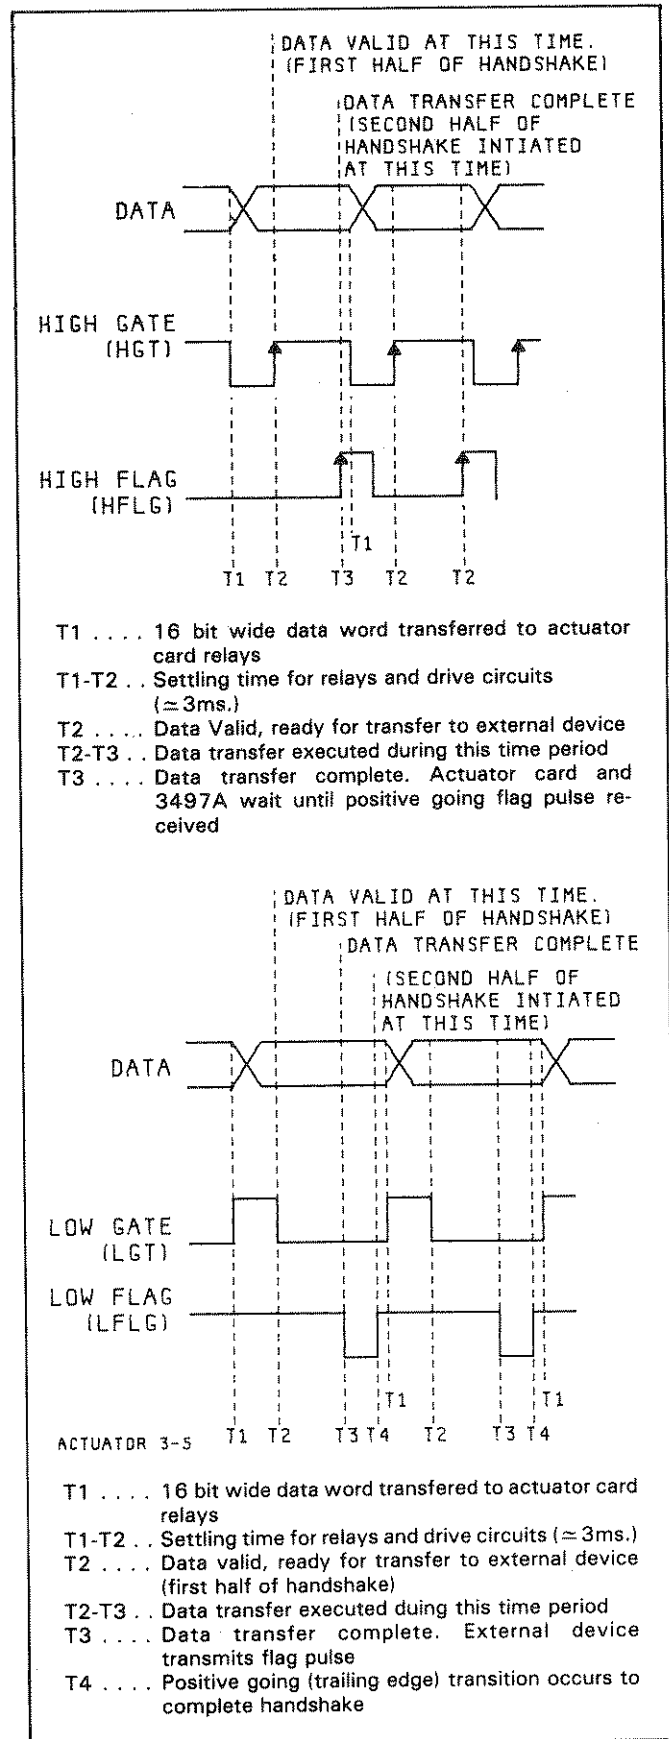 DATA VALID AT THIS TIME.
(FIRST HALF OF HANDSHAKE)
DATA TRANSFER COMPLETE
(SECOND HALF OF
HANDSHAKE INTIATED
AT THIS TIME)
DATA
HIGH GATE
(HGT)
HIGH FLAG
(HFLG)
T1
T1 T2 T3 T2 T2
T1 .... 16 bit wide data word transferred to actuator
card relays
T1-T2 .. Settling time for relays and drive circuits
(≃3ms.)
T2 .... Data Valid, ready for transfer to external device
T2-T3 .. Data transfer executed during this time period
T3 .... Data transfer complete. Actuator card and
3497A wait until positive going flag pulse re-
ceived
DATA VALID AT THIS TIME.
(FIRST HALF OF HANDSHAKE)
DATA TRANSFER COMPLETE
(SECOND HALF OF
HANDSHAKE INTIATED
AT THIS TIME)
DATA
LOW GATE
(LGT)
LOW FLAG
(LFLG)
T1 T1
ACTUATOR 3-5 T1 T2 T3 T4 T2 T3 T4
T1 .... 16 bit wide data word transfered to actuator card
relays
T1-T2 .. Settling time for relays and drive circuits (≃3ms.)
T2 .... Data valid, ready for transfer to external device
(first half of handshake)
T2-T3 .. Data transfer executed duing this time period
T3 .... Data transfer complete. External device
transmits flag pulse
T4 .... Positive going (trailing edge) transition occurs to
complete handshake